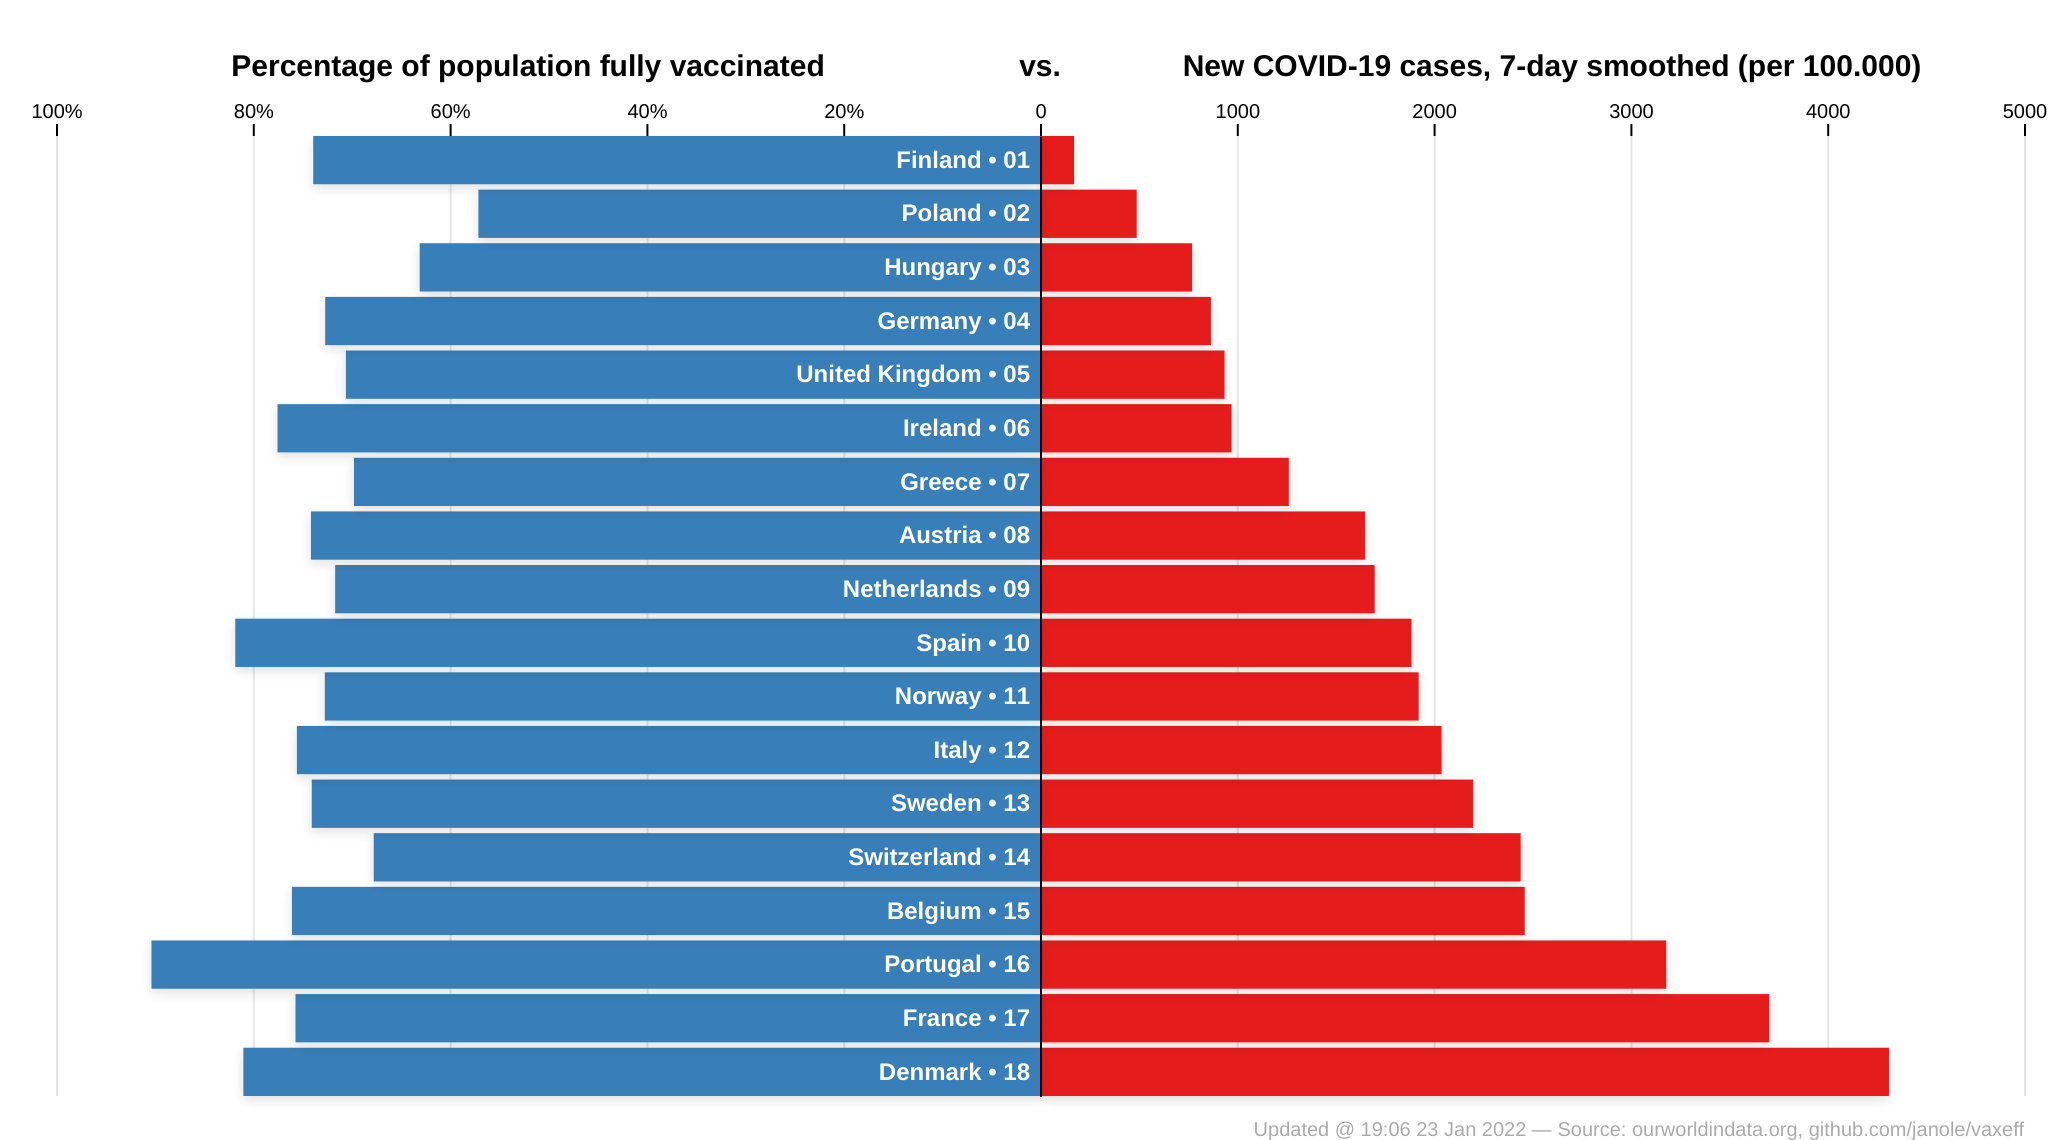 Percentage of population fully vaccinated vs. New COVID-19 cases, 7-day smoothed (per 100.000)
100% 80% 60% 40% 20% 0 1000 2000 3000 4000 5000
Finland • 01
Poland • 02
Hungary • 03
Germany • 04
United Kingdom • 05
Ireland • 06
Greece • 07
Austria • 08
Netherlands • 09
Spain • 10
Norway • 11
Italy • 12
Sweden • 13
Switzerland • 14
Belgium • 15
Portugal • 16
France • 17
Denmark • 18
Updated @ 19:06 23 Jan 2022 — Source: ourworldindata.org, github.com/janole/vaxeff